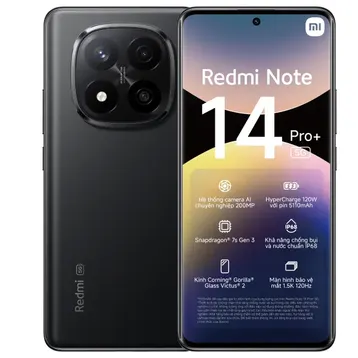 mi
Redmi Note
14 Pro+
5G
Hệ thống camera AI
chuyên nghiệp 200MP
HyperCharge 120W
với pin 5110mAh
Snapdragon® 7s Gen 3
IP68
Khả năng chống bụi
và nước chuẩn IP68
Kính Corning® Gorilla®
Glass Victus® 2
Màn hình bảo vệ
mắt 1.5K 120Hz
Redmi 5G